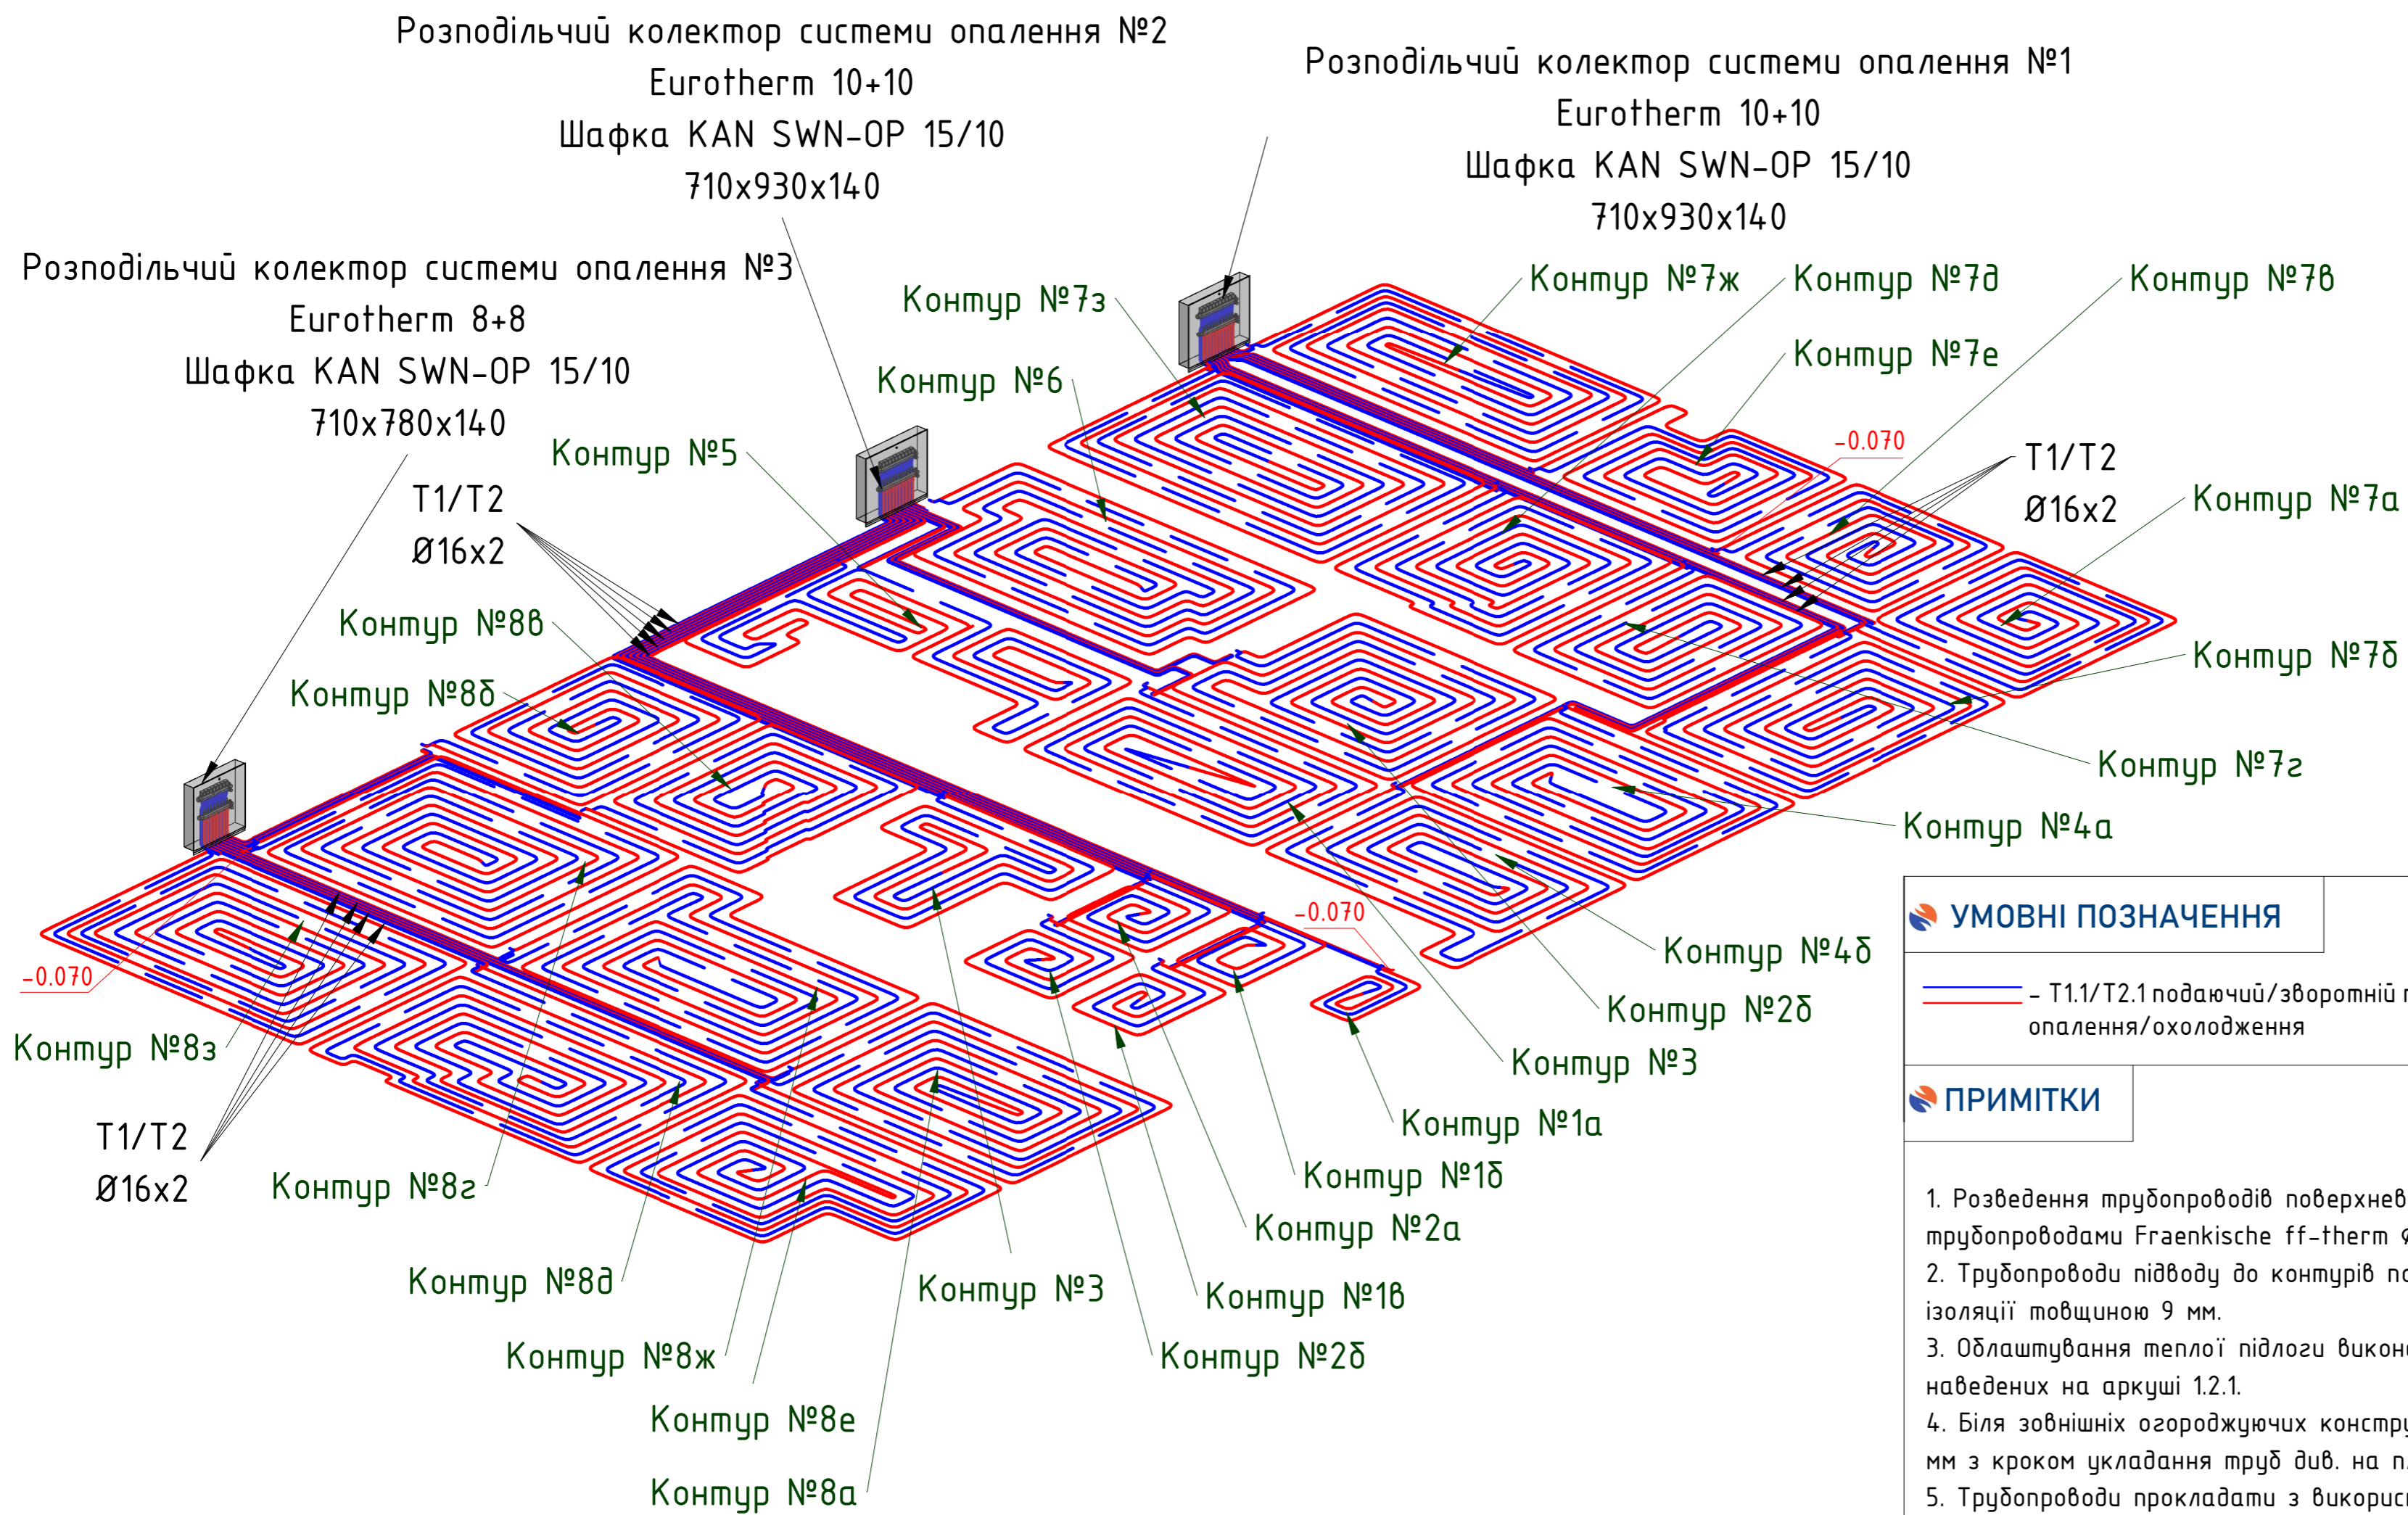 Розподільчий колектор системи опалення №2
Eurotherm 10+10
Шафка KAN SWN-OP 15/10
710x930x140
Розподільчий колектор системи опалення №1
Eurotherm 10+10
Шафка KAN SWN-OP 15/10
710x930x140
Розподільчий колектор системи опалення №3
Eurotherm 8+8
Шафка KAN SWN-OP 15/10
710x780x140
Контур №7з
Контур №7ж
Контур №7д
Контур №7в
Контур №7е
Контур №6
Контур №5
-0.070
T1/T2
Ø16x2
Контур №7а
T1/T2
Ø16x2
Контур №8в
Контур №7б
Контур №8б
Контур №7г
Контур №4а
-0.070
Контур №4б
-0.070
Контур №2б
Контур №8з
Контур №3
Контур №1а
T1/T2
Ø16x2
Контур №8г
Контур №1б
Контур №2а
Контур №8д
Контур №3
Контур №1в
Контур №8ж
Контур №2б
Контур №8е
Контур №8а
УМОВНІ ПОЗНАЧЕННЯ
- T1.1/T2.1 подаючий/зворотній
опалення/охолодження
ПРИМІТКИ
1. Розведення трубопроводів
трубопроводами Fraenkische ff-therm
2. Трубопроводи підводу до контурів
ізоляції товщиною 9 мм.
3. Облаштування теплої підлоги
наведених на аркуші 1.2.1.
4. Біля зовнішніх огороджуючих
мм з кроком укладання труб див. на
5. Трубопроводи прокладати з